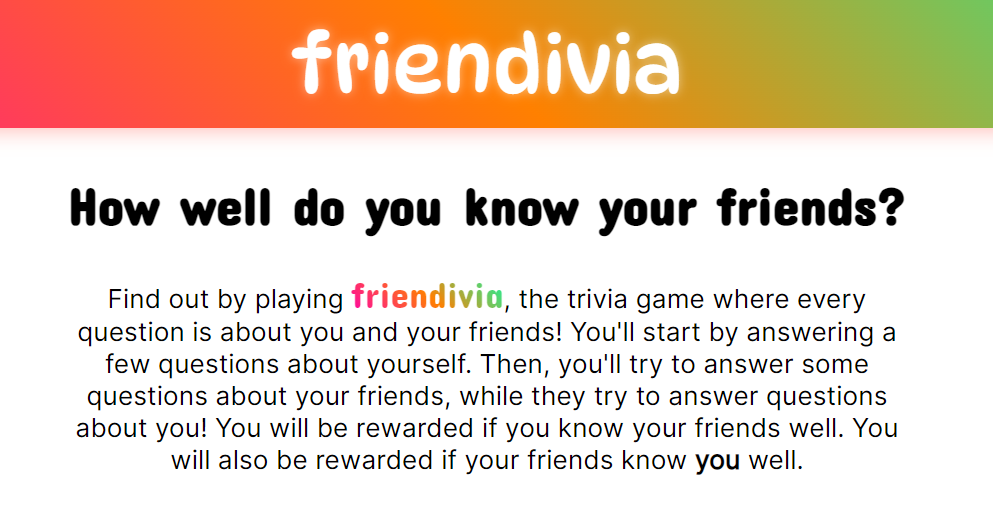 friendivia
How well do you know your friends?
Find out by playing friendivia, the trivia game where every
question is about you and your friends! You'll start by answering a
few questions about yourself. Then, you'll try to answer some
questions about your friends, while they try to answer questions
about you! You will be rewarded if you know your friends well. You
will also be rewarded if your friends know you well.